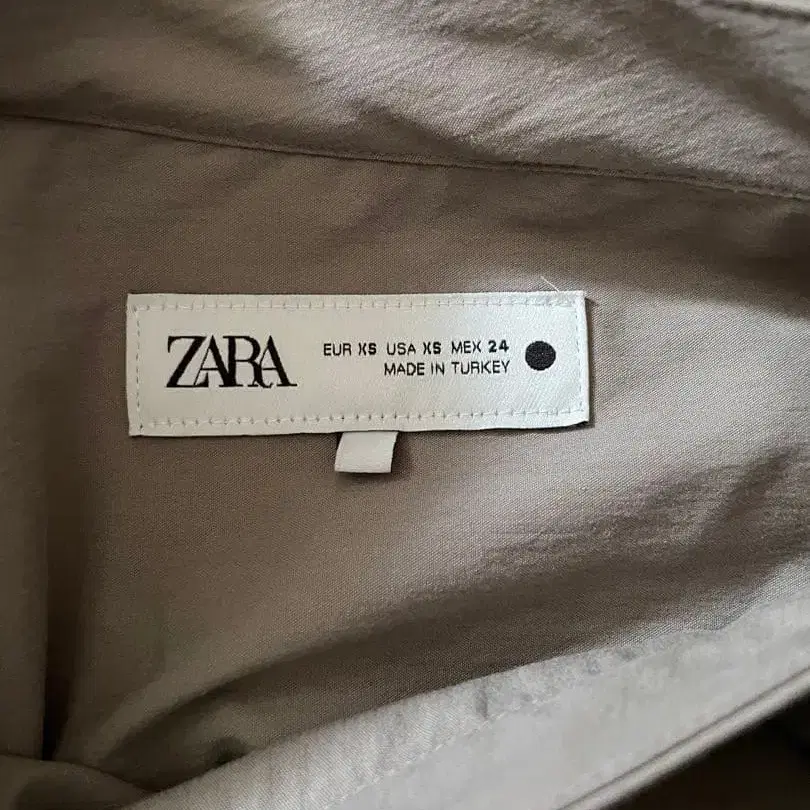 ZARA
EUR XS USA XS MEX 24
MADE IN TURKEY